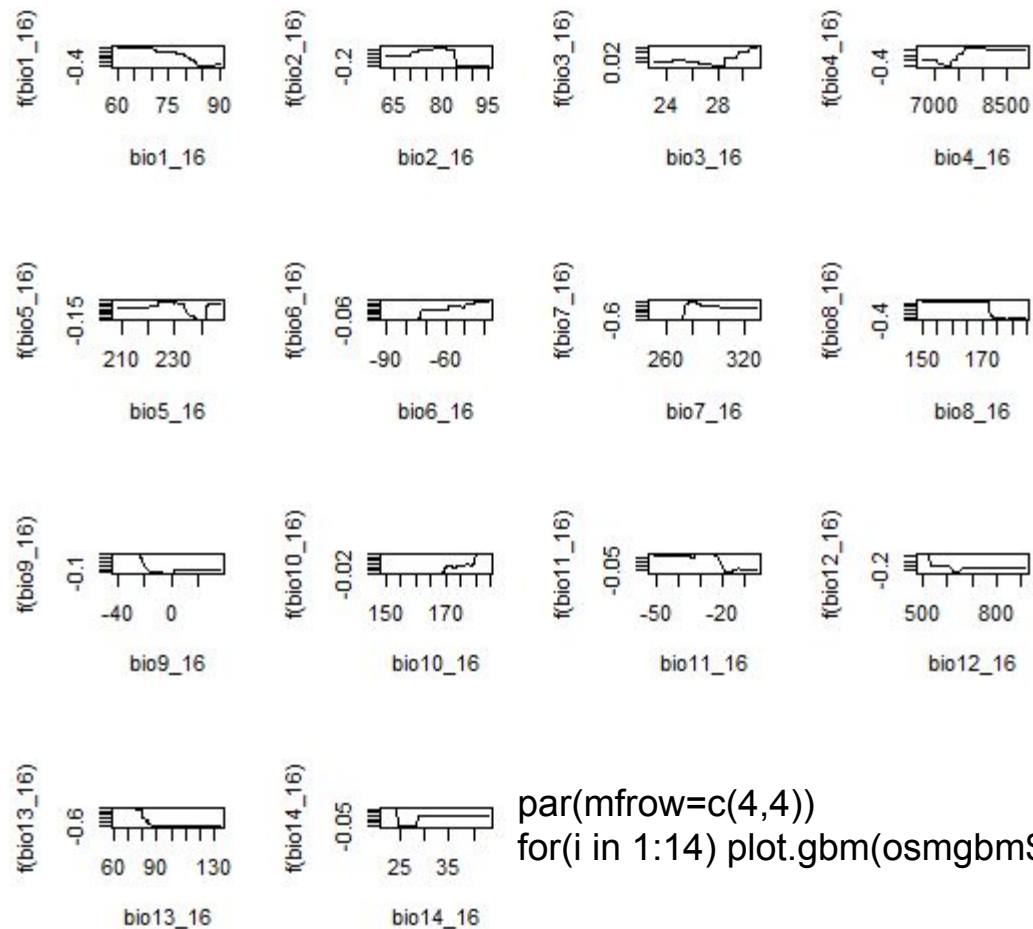 f(bio1_16)
-0.4
60 75 90
bio1_16
f(bio2_16)
-0.2
65 80 95
bio2_16
f(bio3_16)
0.02
24 28
bio3_16
f(bio4_16)
-0.4
7000 8500
bio4_16
f(bio5_16)
-0.15
210 230
bio5_16
f(bio6_16)
-0.06
-90 -60
bio6_16
f(bio7_16)
-0.6
260 320
bio7_16
f(bio8_16)
-0.4
150 170
bio8_16
f(bio9_16)
-0.1
-40 0
bio9_16
f(bio10_16)
-0.02
150 170
bio10_16
f(bio11_16)
-0.05
-50 -20
bio11_16
f(bio12_16)
-0.2
500 800
bio12_16
f(bio13_16)
-0.6
60 90 130
bio13_16
f(bio14_16)
-0.05
25 35
bio14_16
par(mfrow=c(4,4))
for(i in 1:14) plot.gbm(osmgbm